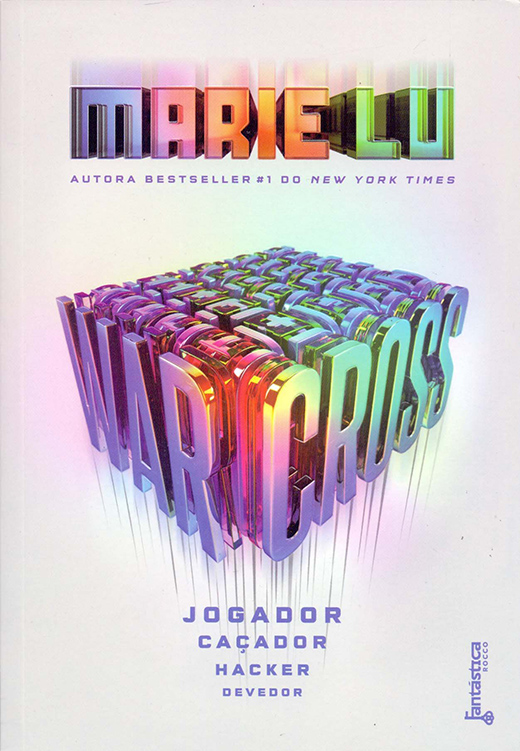 MARIE LU
AUTORA BESTSELLER #1 DO NEW YORK TIMES
WARCROSS
JOGADOR
CAÇADOR
HACKER
DEVEDOR
fantástica
ROCCO